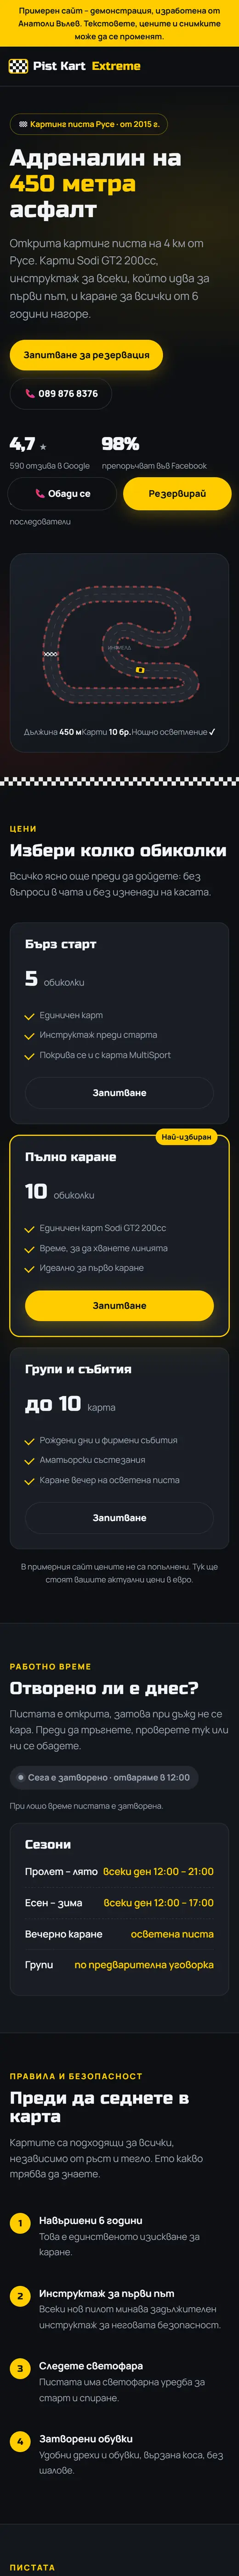 Примерен сайт – демонстрация, изработена от
Анатоли Вълев. Текстовете, цените и снимките
може да се променят.
Pist Kart Extreme
Картинг писта Русе · от 2015 г.
Адреналин на
450 метра
асфалт
Открита картинг писта на 4 км от
Русе. Карти Sodi GT2 200cc,
инструктаж за всеки, който идва за
първи път, и каране за всички от 6
години нагоре.
Запитване за резервация
089 876 8376
4,7 ★
98%
590 отзива в Google
препоръчват във Facebook
Обади се
Резервирай
последователи
Дължина 450 м
Карти 10 бр.
Нощно осветление ✓
ЦЕНИ
Избери колко обиколки
Всичко ясно още преди да дойдете: без
въпроси в чата и без изненади на касата.
Бърз старт
5 обиколки
Единичен карт
Инструктаж преди старта
Покрива се и с карта MultiSport
Запитване
Най-избиран
Пълно каране
10 обиколки
Единичен карт Sodi GT2 200cc
Време, за да хванете линията
Идеално за първо каране
Запитване
Групи и събития
до 10 карта
Рождени дни и фирмени събития
Аматьорски състезания
Каране вечер на осветена писта
Запитване
В примерния сайт цените не са попълнени. Тук ще
стоят вашите актуални цени в евро.
РАБОТНО ВРЕМЕ
Отворено ли е днес?
Пистата е открита, затова при дъжд не се
кара. Преди да тръгнете, проверете тук или
ни се обадете.
Сега е затворено · отваряме в 12:00
При лошо време пистата е затворена.
Сезони
Пролет – лято всеки ден 12:00 – 21:00
Есен – зима всеки ден 12:00 – 17:00
Вечерно каране осветена писта
Групи по предварителна уговорка
ПРАВИЛА И БЕЗОПАСНОСТ
Преди да седнете в
карта
Картите са подходящи за всички,
независимо от ръст и тегло. Ето какво
трябва да знаете.
1 Навършени 6 години
Това е единственото изискване за
каране.
2 Инструктаж за първи път
Всеки нов пилот минава задължителен
инструктаж за неговата безопасност.
3 Следете светофара
Пистата има светофарна уредба за
старт и спиране.
4 Затворени обувки
Удобни дрехи и обувки, вързана коса, без
шалове.
ПИСТАТА